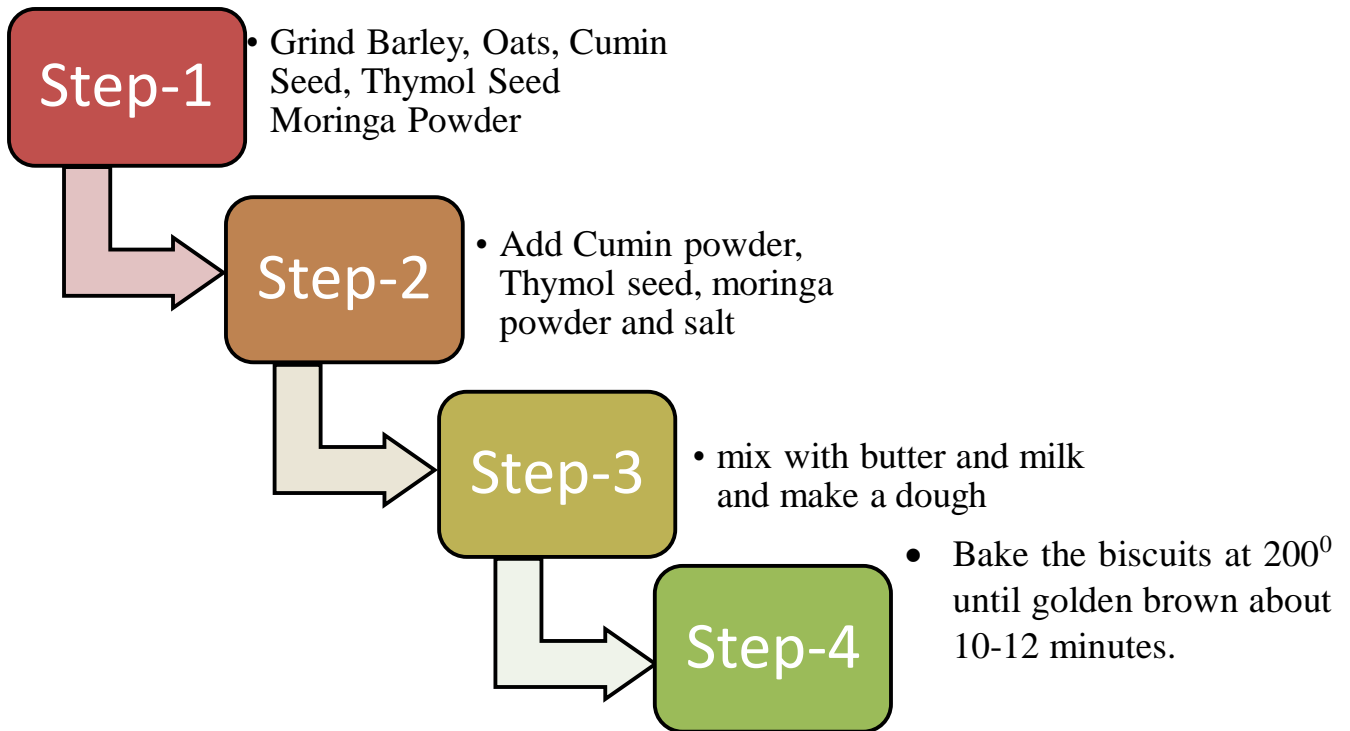 Step-1
• Grind Barley, Oats, Cumin
Seed, Thymol Seed
Moringa Powder
Step-2
• Add Cumin powder,
Thymol seed, moringa
powder and salt
Step-3
• mix with butter and milk
and make a dough
Step-4
• Bake the biscuits at 200⁰
until golden brown about
10-12 minutes.